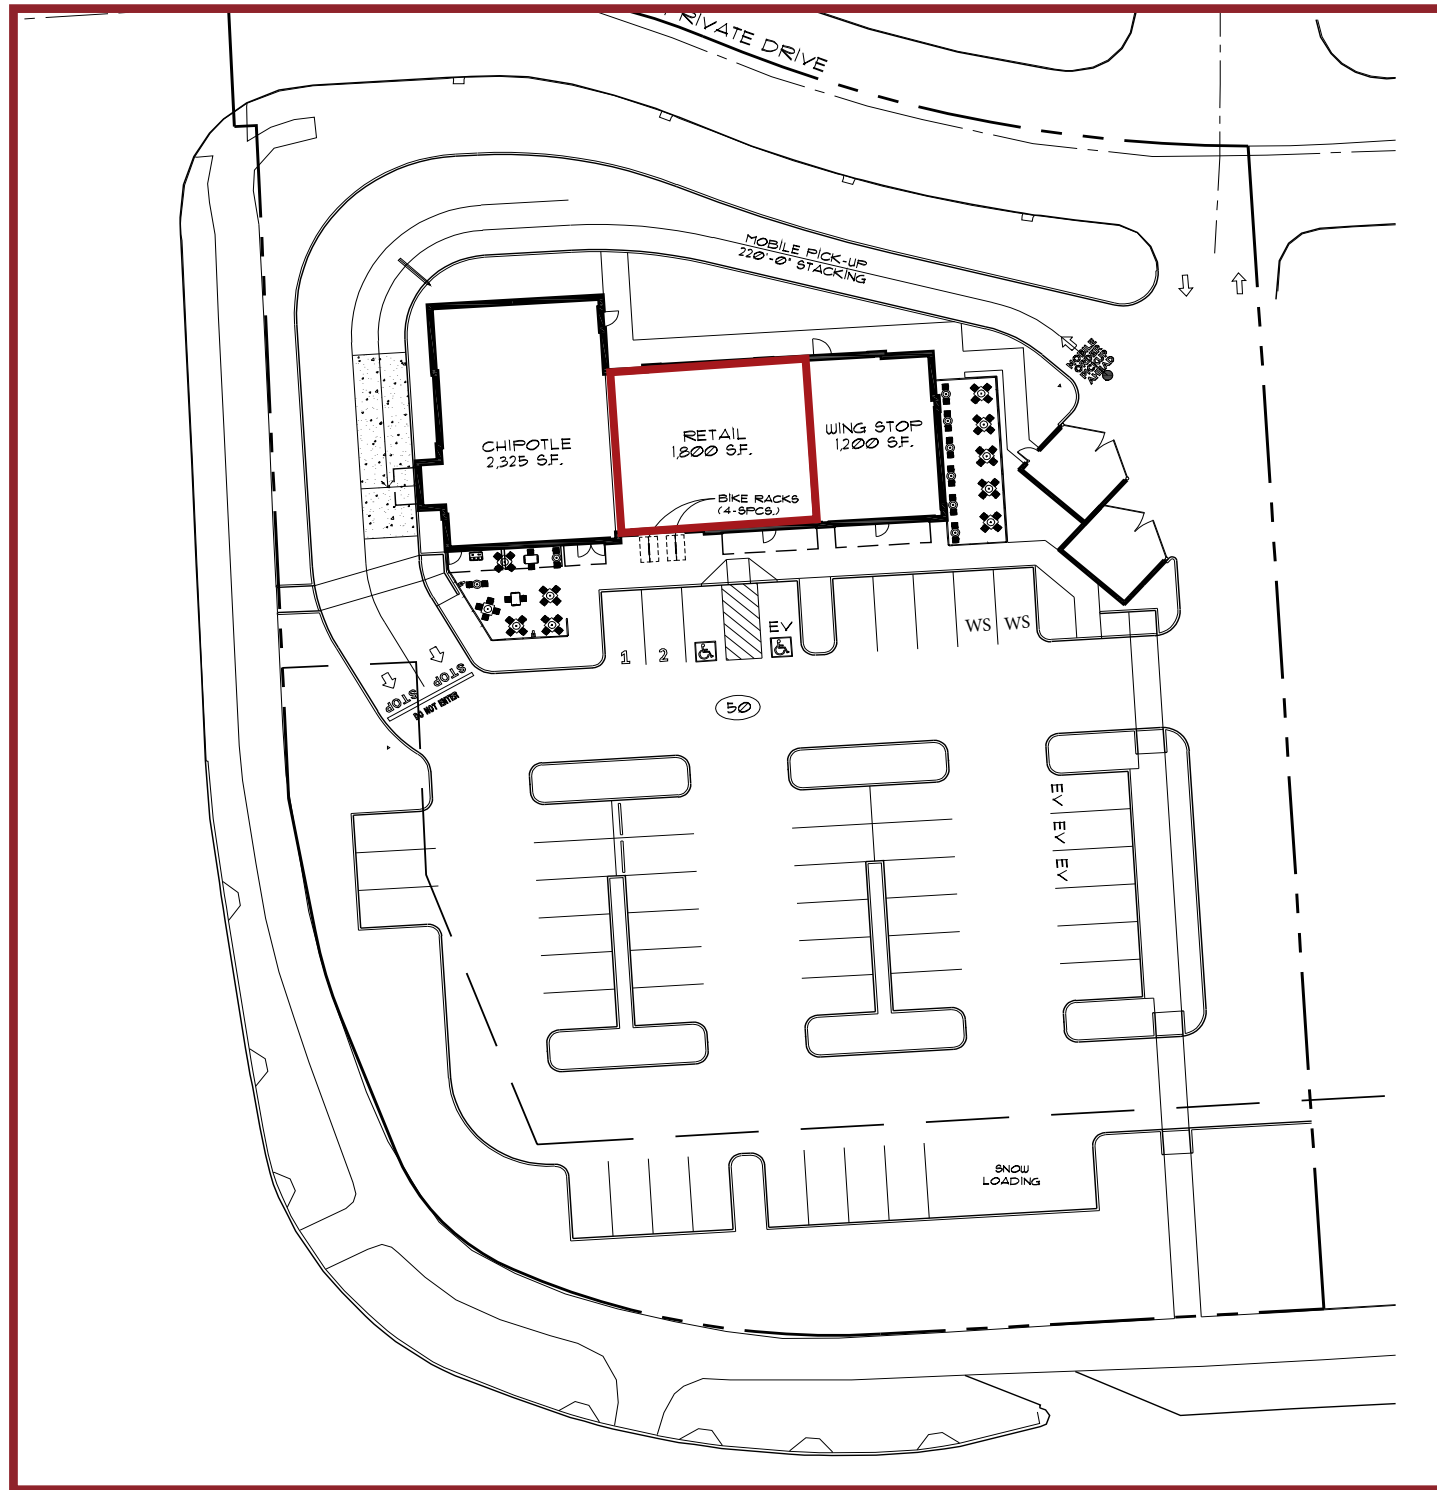 PRIVATE DRIVE
MOBILE PICK-UP
220'-0" STACKING
CHIPOTLE
2,325 S.F.
RETAIL
1,800 S.F.
WING STOP
1,200 S.F.
BIKE RACKS
(4-SPCS.)
1
2
EV
WS
WS
STOP
STOP
DO NOT ENTER
50
EV
EV
EV
SNOW
LOADING